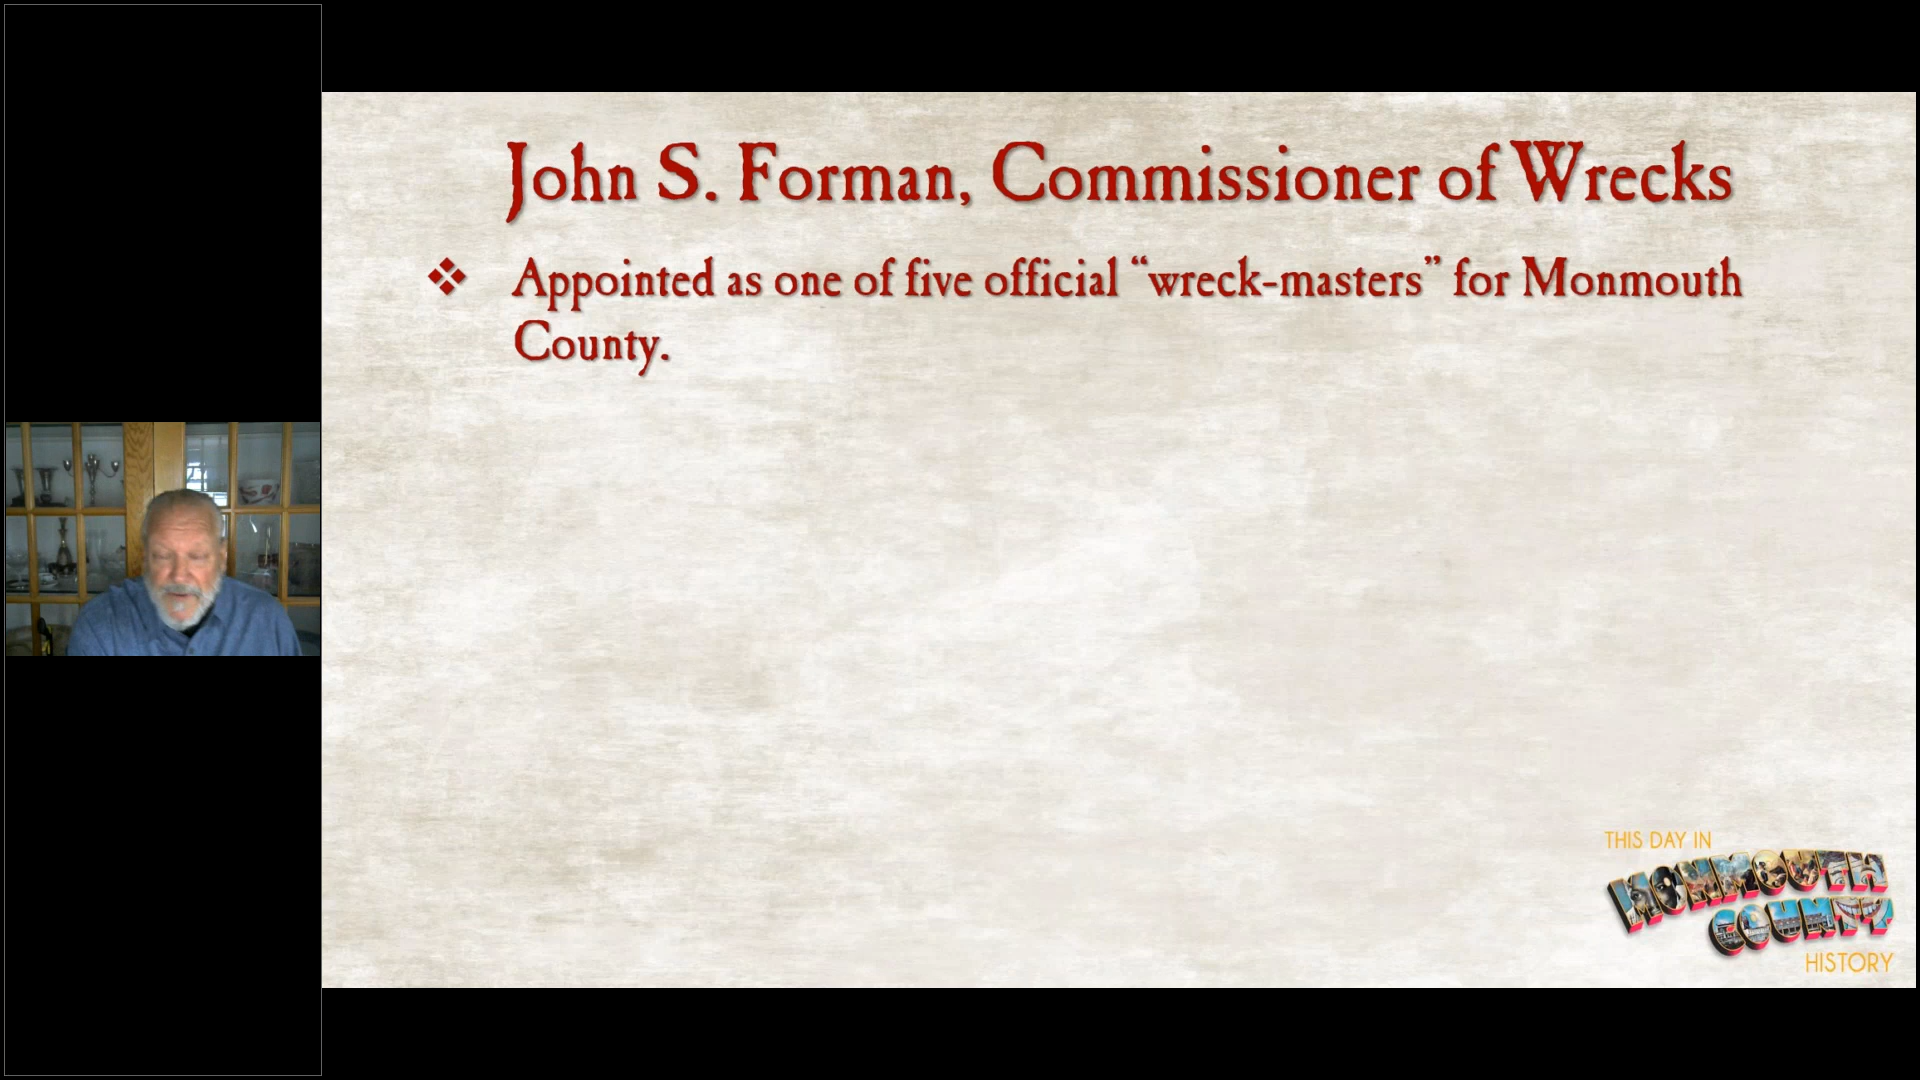 John S. Forman, Commissioner of Wrecks
❖ Appointed as one of five official “wreck-masters” for Monmouth
County.
THIS DAY IN
MONMOUTH
COUNTY
HISTORY